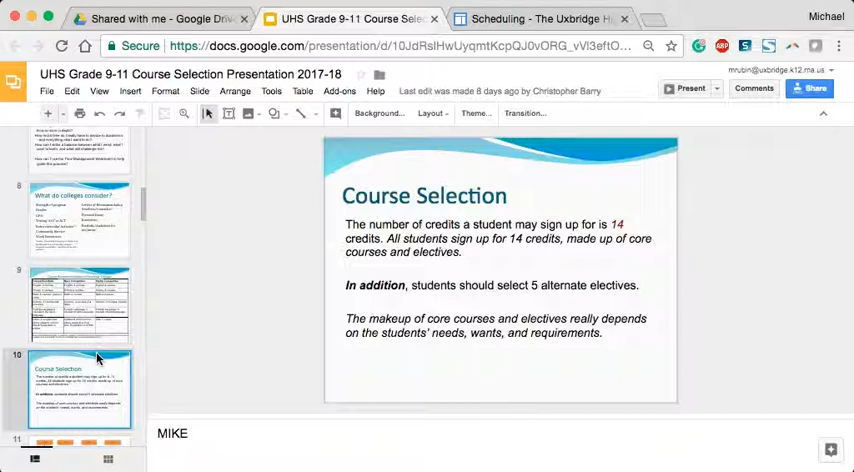 Shared with me - Google Driv
UHS Grade 9-11 Course Selec
Scheduling - The Uxbridge Hi
Michael
Secure
https://docs.google.com/presentation/d/10JdRslHwUyqmtKcpQJ0vORG_vVl3eftO...
UHS Grade 9-11 Course Selection Presentation 2017-18
mrubin@uxbridge.k12.ma.us
File Edit View Insert Format Slide Arrange Tools Table Add-ons Help
Last edit was made 8 days ago by Christopher Barry
Present
Comments
Share
Background...
Layout
Theme...
Transition...
8
What do colleges consider?
9
10
Course Selection
11
Course Selection
The number of credits a student may sign up for is 14
credits. All students sign up for 14 credits, made up of core
courses and electives.
In addition, students should select 5 alternate electives.
The makeup of core courses and electives really depends
on the students' needs, wants, and requirements.
MIKE